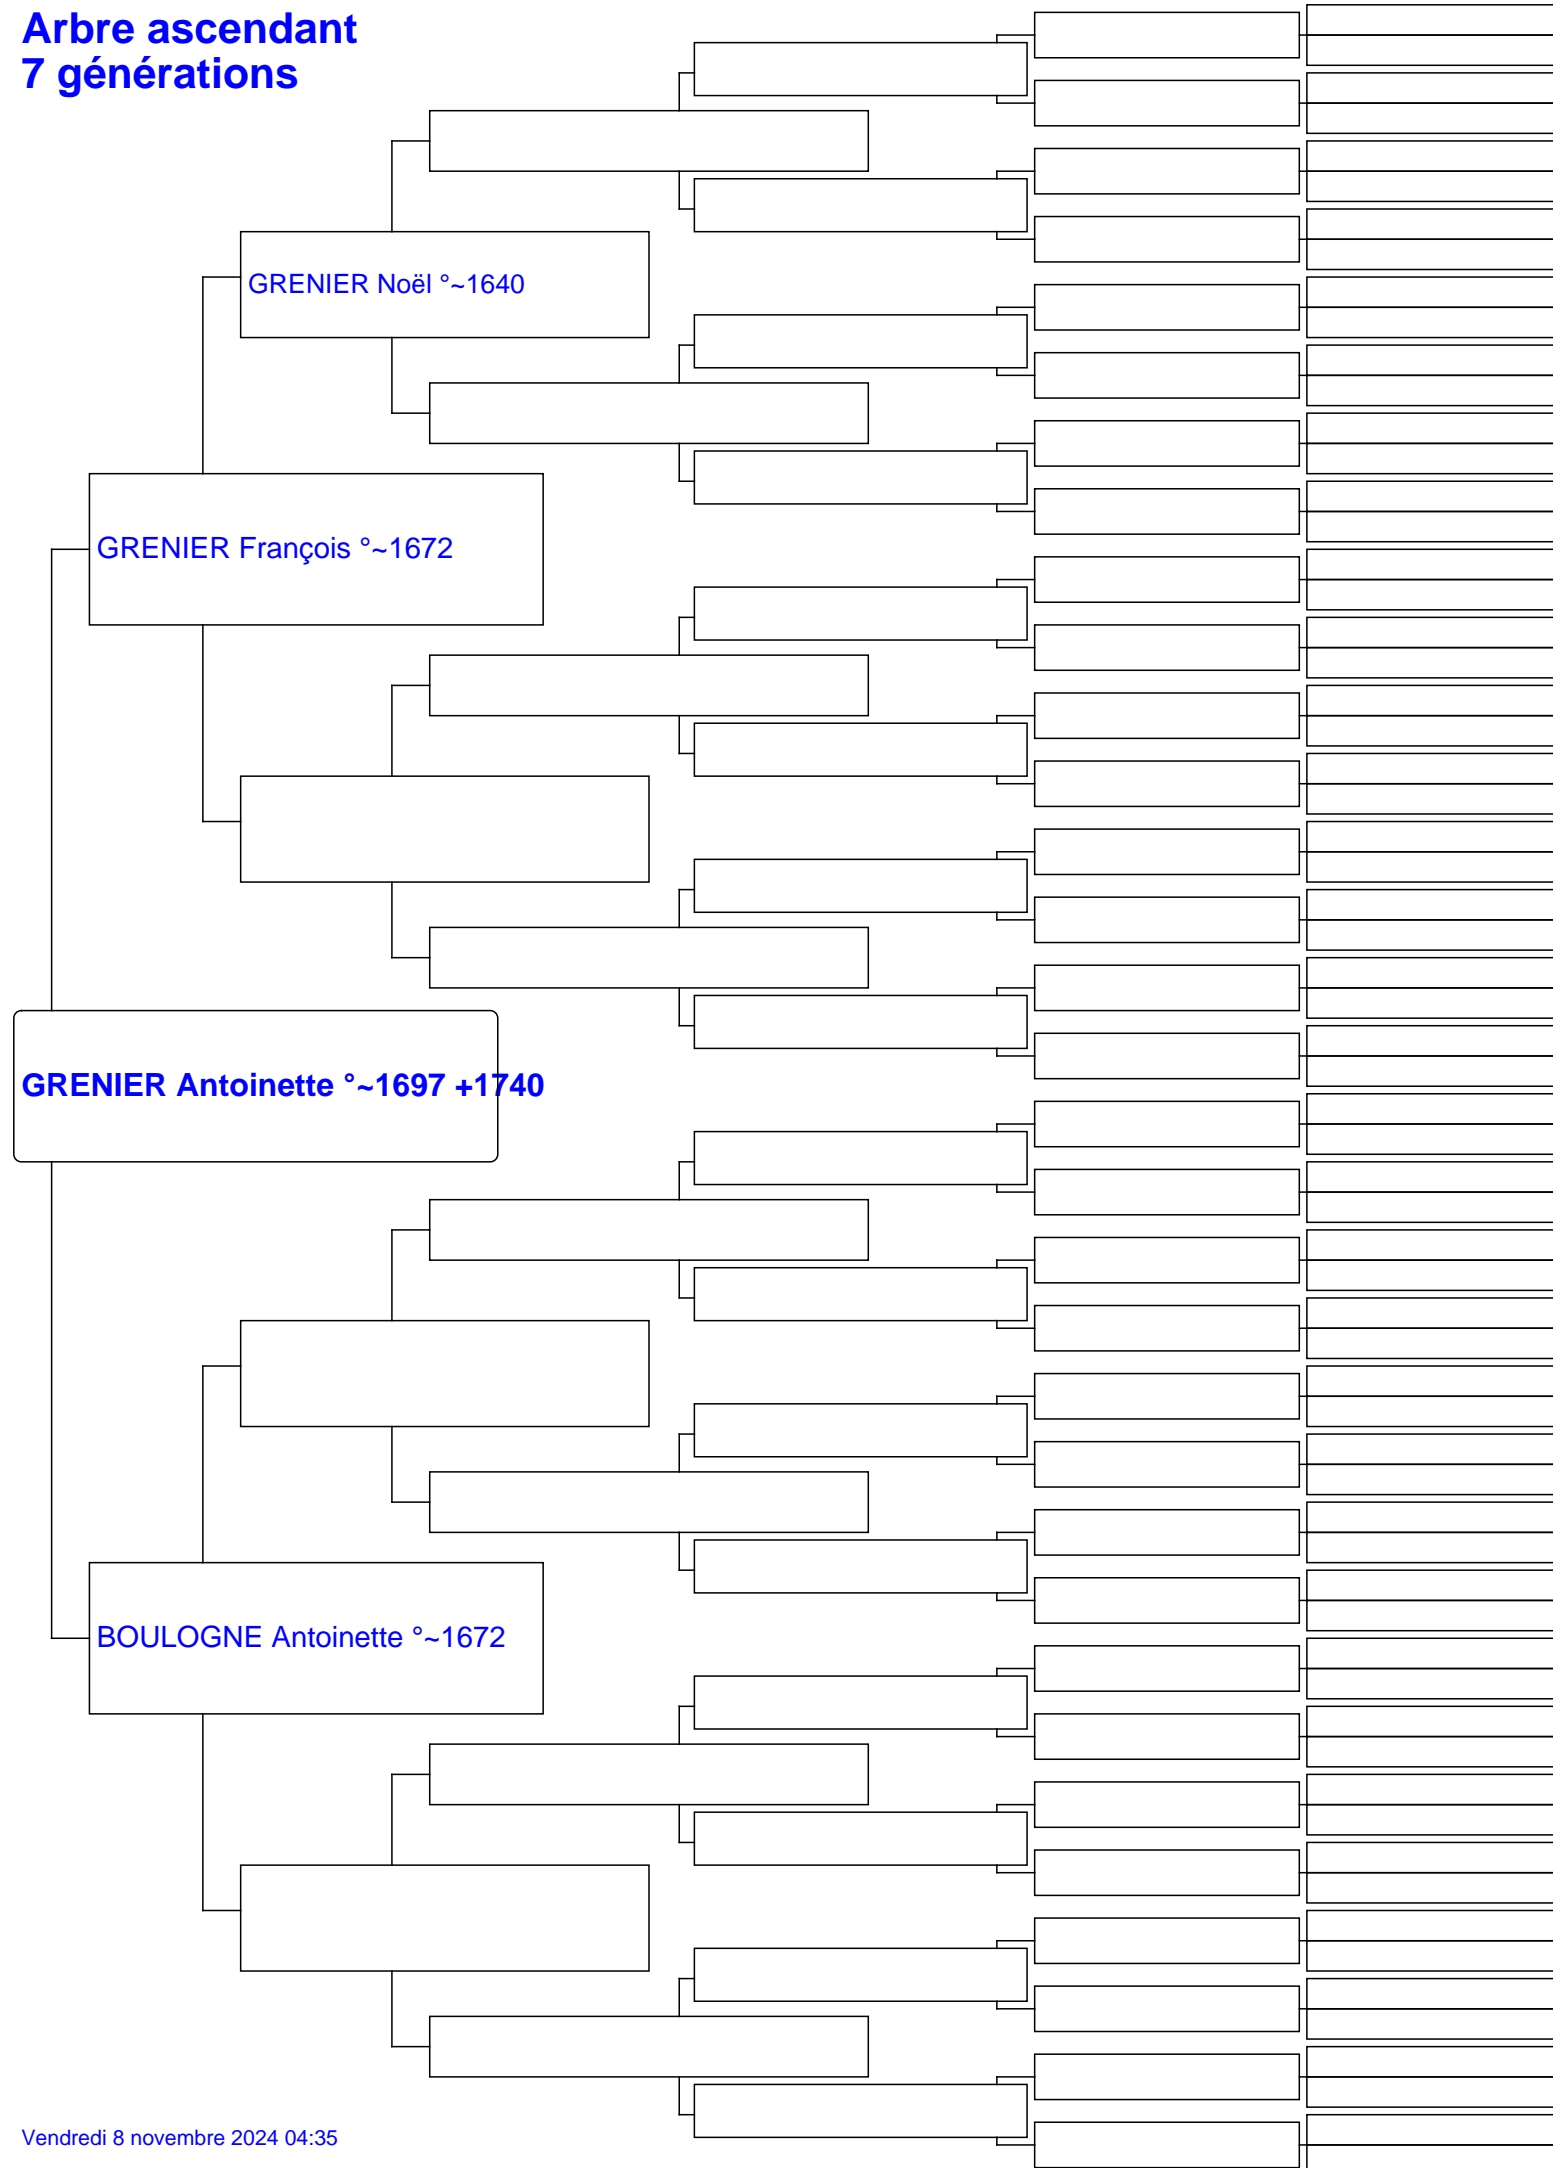 Arbre ascendant
7 générations
GRENIER Noël °~1640
GRENIER François °~1672
GRENIER Antoinette °~1697 +1740
BOULOGNE Antoinette °~1672
Vendredi 8 novembre 2024 04:35